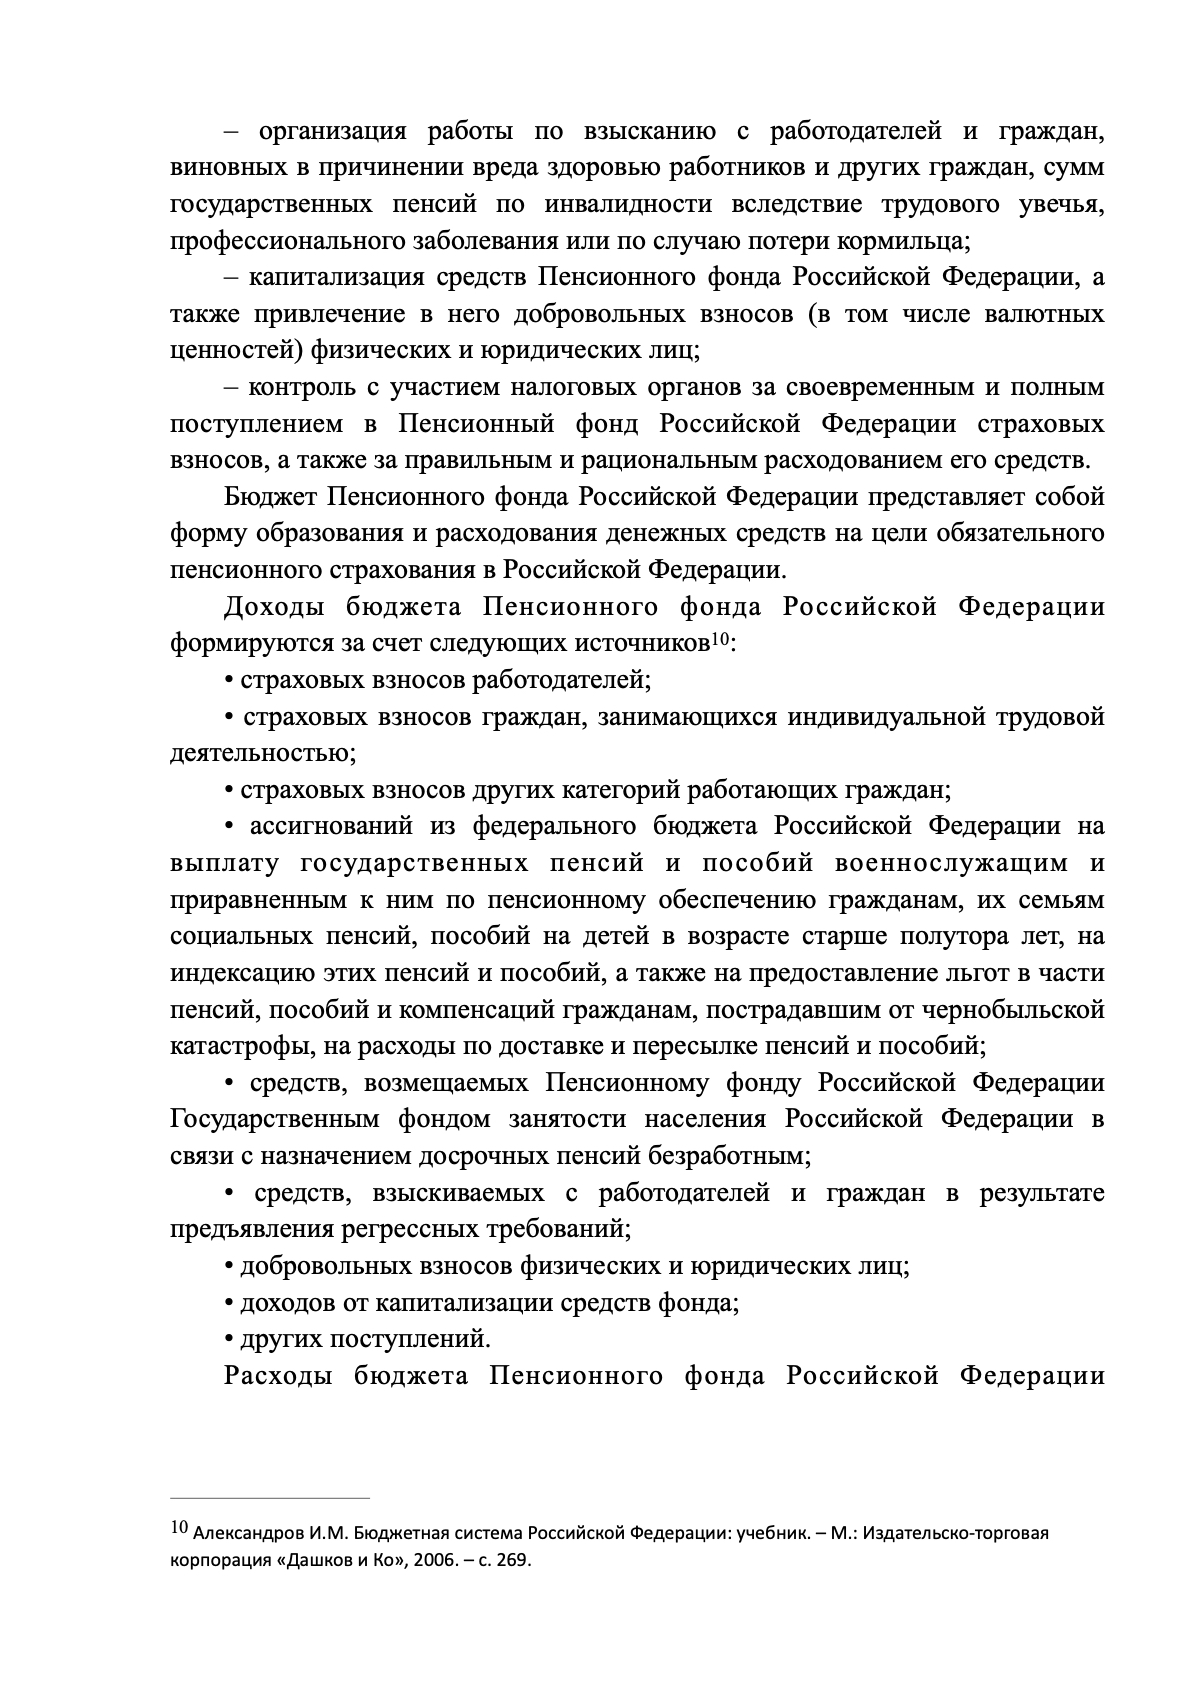 – организация работы по взысканию с работодателей и граждан,
виновных в причинении вреда здоровью работников и других граждан, сумм
государственных пенсий по инвалидности вследствие трудового увечья,
профессионального заболевания или по случаю потери кормильца;
– капитализация средств Пенсионного фонда Российской Федерации, а
также привлечение в него добровольных взносов (в том числе валютных
ценностей) физических и юридических лиц;
– контроль с участием налоговых органов за своевременным и полным
поступлением в Пенсионный фонд Российской Федерации страховых
взносов, а также за правильным и рациональным расходованием его средств.
Бюджет Пенсионного фонда Российской Федерации представляет собой
форму образования и расходования денежных средств на цели обязательного
пенсионного страхования в Российской Федерации.
Доходы бюджета Пенсионного фонда Российской Федерации
формируются за счет следующих источников10:
• страховых взносов работодателей;
• страховых взносов граждан, занимающихся индивидуальной трудовой
деятельностью;
• страховых взносов других категорий работающих граждан;
• ассигнований из федерального бюджета Российской Федерации на
выплату государственных пенсий и пособий военнослужащим и
приравненным к ним по пенсионному обеспечению гражданам, их семьям
социальных пенсий, пособий на детей в возрасте старше полутора лет, на
индексацию этих пенсий и пособий, а также на предоставление льгот в части
пенсий, пособий и компенсаций гражданам, пострадавшим от чернобыльской
катастрофы, на расходы по доставке и пересылке пенсий и пособий;
• средств, возмещаемых Пенсионному фонду Российской Федерации
Государственным фондом занятости населения Российской Федерации в
связи с назначением досрочных пенсий безработным;
• средств, взыскиваемых с работодателей и граждан в результате
предъявления регрессных требований;
• добровольных взносов физических и юридических лиц;
• доходов от капитализации средств фонда;
• других поступлений.
Расходы бюджета Пенсионного фонда Российской Федерации
10 Александров И.М. Бюджетная система Российской Федерации: учебник. – М.: Издательско-торговая
корпорация «Дашков и Ко», 2006. – с. 269.